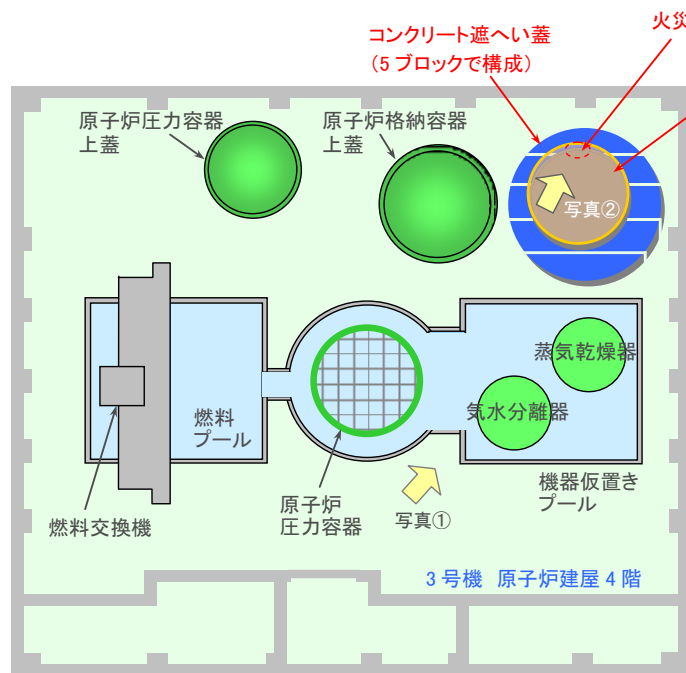 火災
コンクリート遮へい蓋
(5 ブロックで構成)
原子炉圧力容器
上蓋
原子炉格納容器
上蓋
写真②
蒸気乾燥器
気水分離器
燃料
プール
機器仮置き
プール
原子炉
圧力容器
写真①
燃料交換機
3 号機 原子炉建屋 4 階